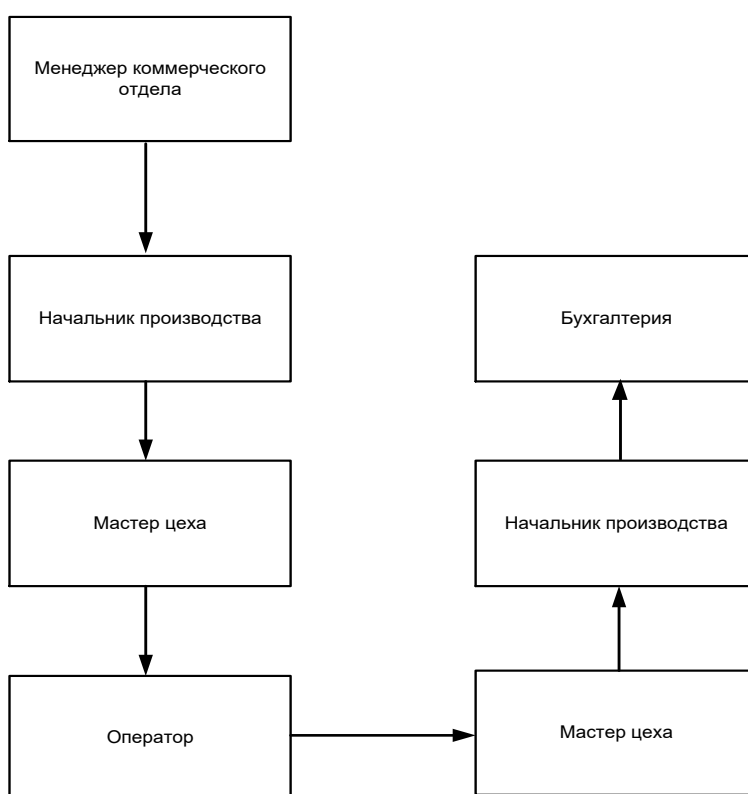 Менеджер коммерческого
отдела
Начальник производства
Мастер цеха
Оператор
Мастер цеха
Начальник производства
Бухгалтерия